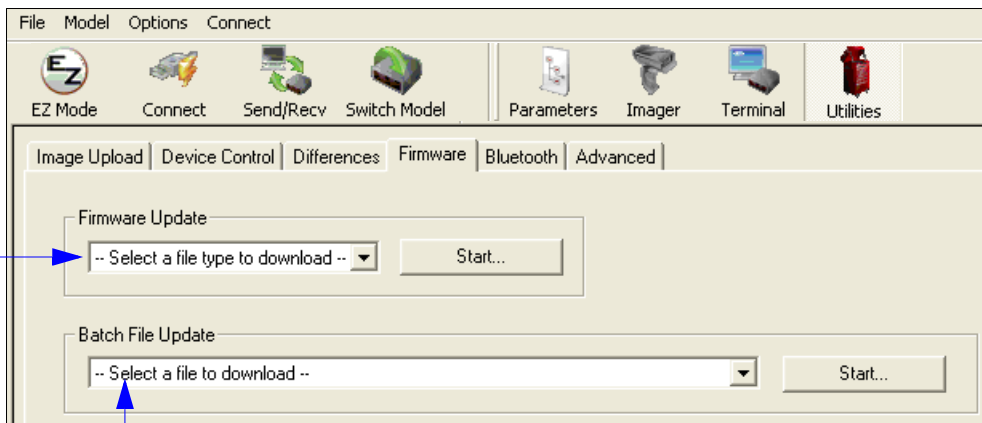 File Model Options Connect
EZ
EZ Mode Connect Send/Recv Switch Model Parameters Imager Terminal Utilities
Image Upload Device Control Differences Firmware Bluetooth Advanced
Firmware Update
-- Select a file type to download -- Start...
Batch File Update
-- Select a file to download -- Start...